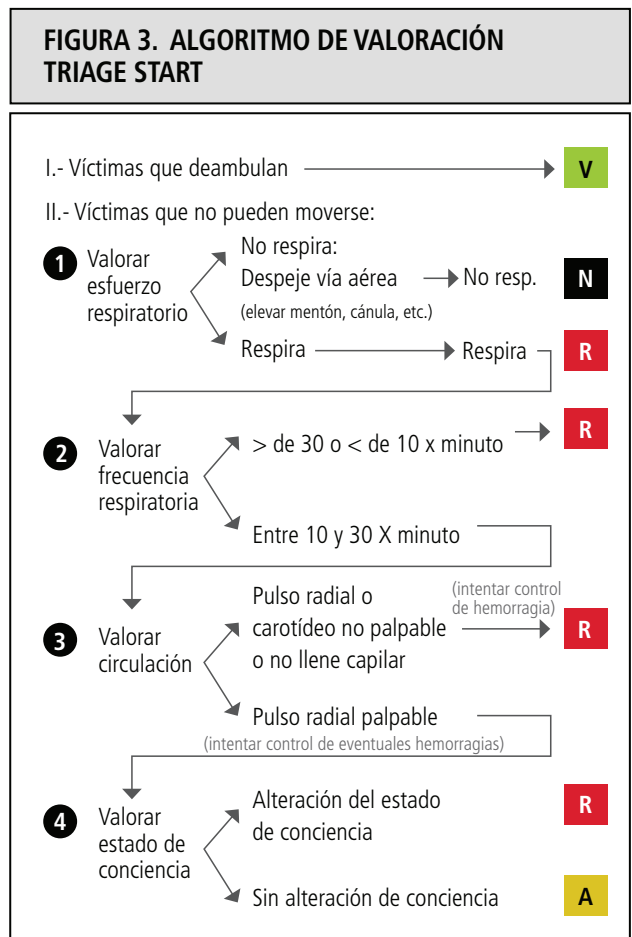 FIGURA 3. ALGORITMO DE VALORACIÓN
TRIAGE START
I.- Víctimas que deambulan
V
II.- Víctimas que no pueden moverse:
1
Valorar
esfuerzo
respiratorio
No respira:
Despeje vía aérea
(elevar mentón, cánula, etc.)
No resp.
N
Respira
Respira
R
2
Valorar
frecuencia
respiratoria
> de 30 o < de 10 x minuto
R
Entre 10 y 30 X minuto
3
Valorar
circulación
Pulso radial o
carotídeo no palpable
o no llene capilar
(intentar control
de hemorragia)
R
Pulso radial palpable
(intentar control de eventuales hemorragias)
4
Valorar
estado de
conciencia
Alteración del estado
de conciencia
R
Sin alteración de conciencia
A